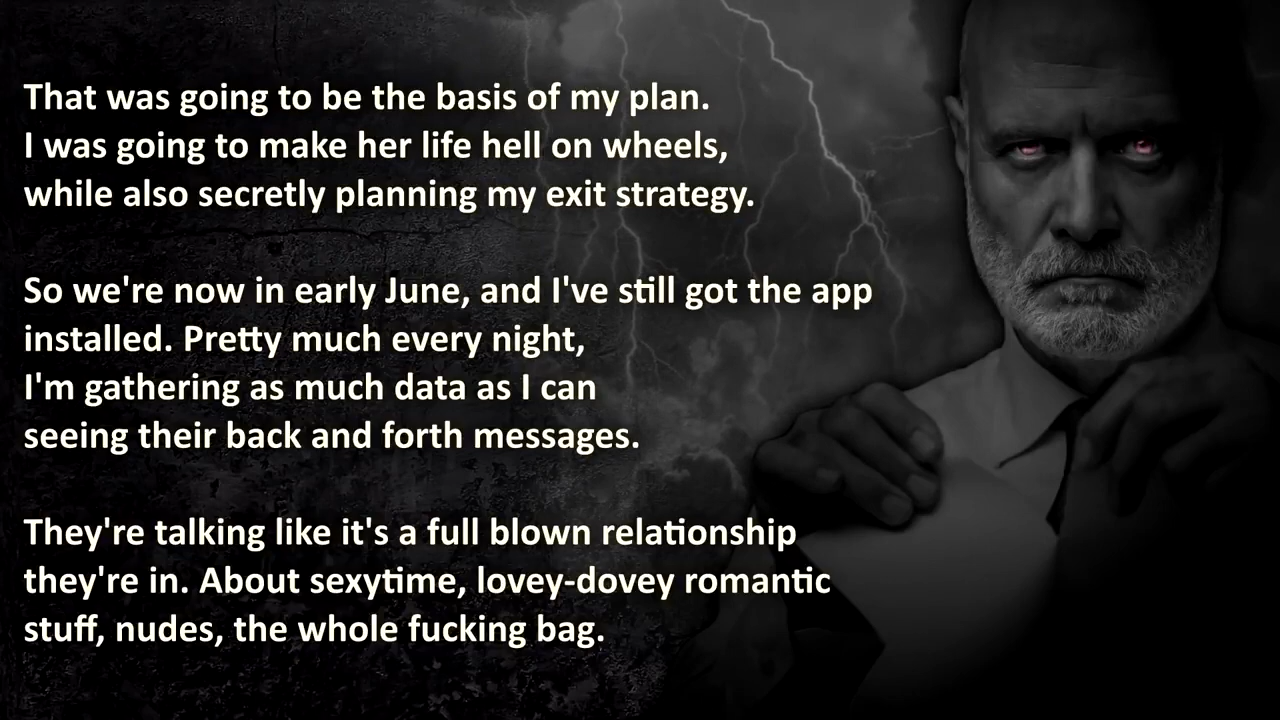 That was going to be the basis of my plan.
I was going to make her life hell on wheels,
while also secretly planning my exit strategy.
So we're now in early June, and I've still got the app
installed. Pretty much every night,
I'm gathering as much data as I can
seeing their back and forth messages.
They're talking like it's a full blown relationship
they're in. About sexytime, lovey-dovey romantic
stuff, nudes, the whole fucking bag.